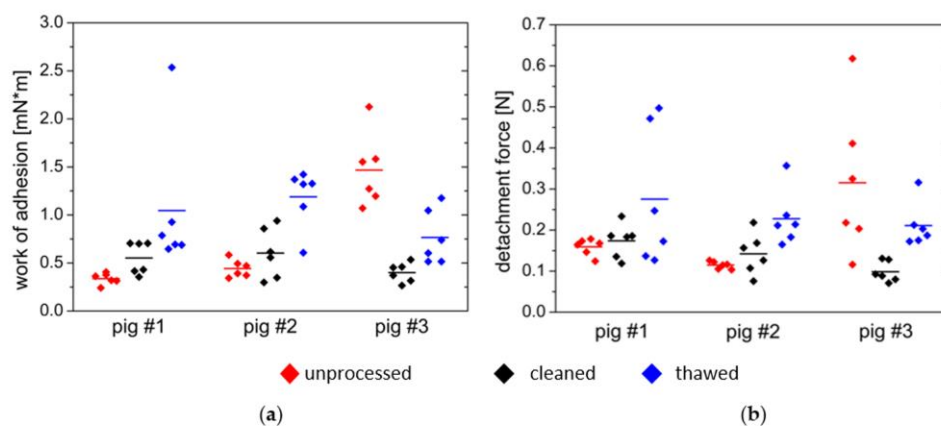 work of adhesion [mN*m]
3.0
2.5
2.0
1.5
1.0
0.5
0.0
pig #1 pig #2 pig #3
detachment force [N]
0.7
0.6
0.5
0.4
0.3
0.2
0.1
0.0
pig #1 pig #2 pig #3
unprocessed cleaned thawed
(a) (b)